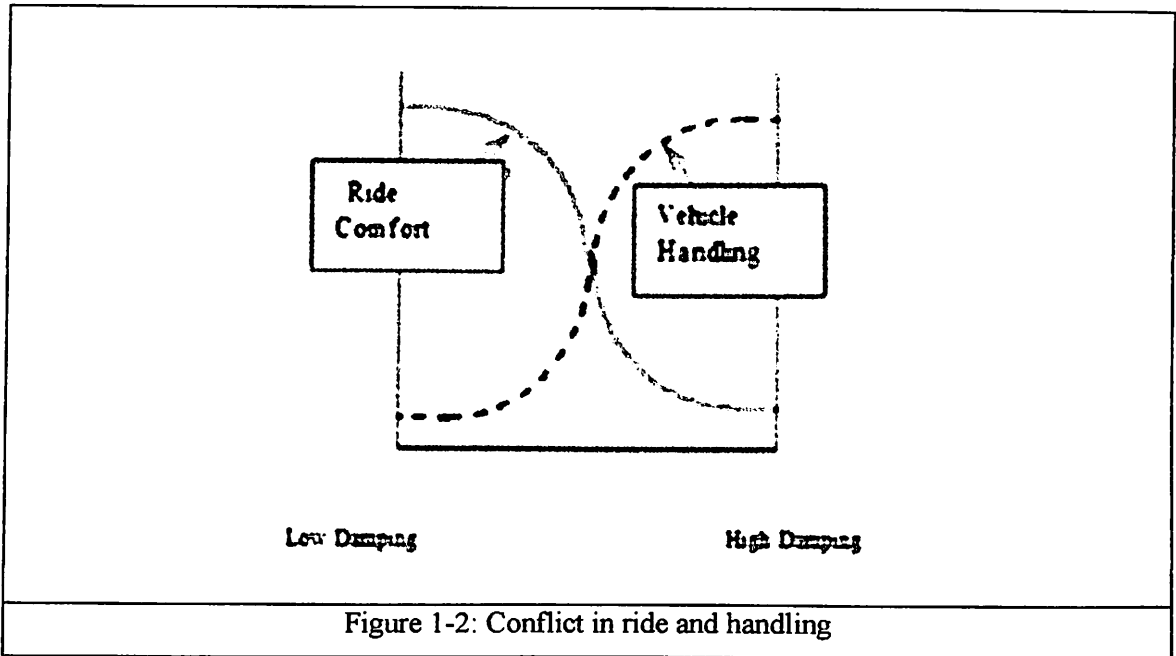 Ride
Comfort
Vehicle
Handling
Low Damping
High Damping
Figure 1-2: Conflict in ride and handling